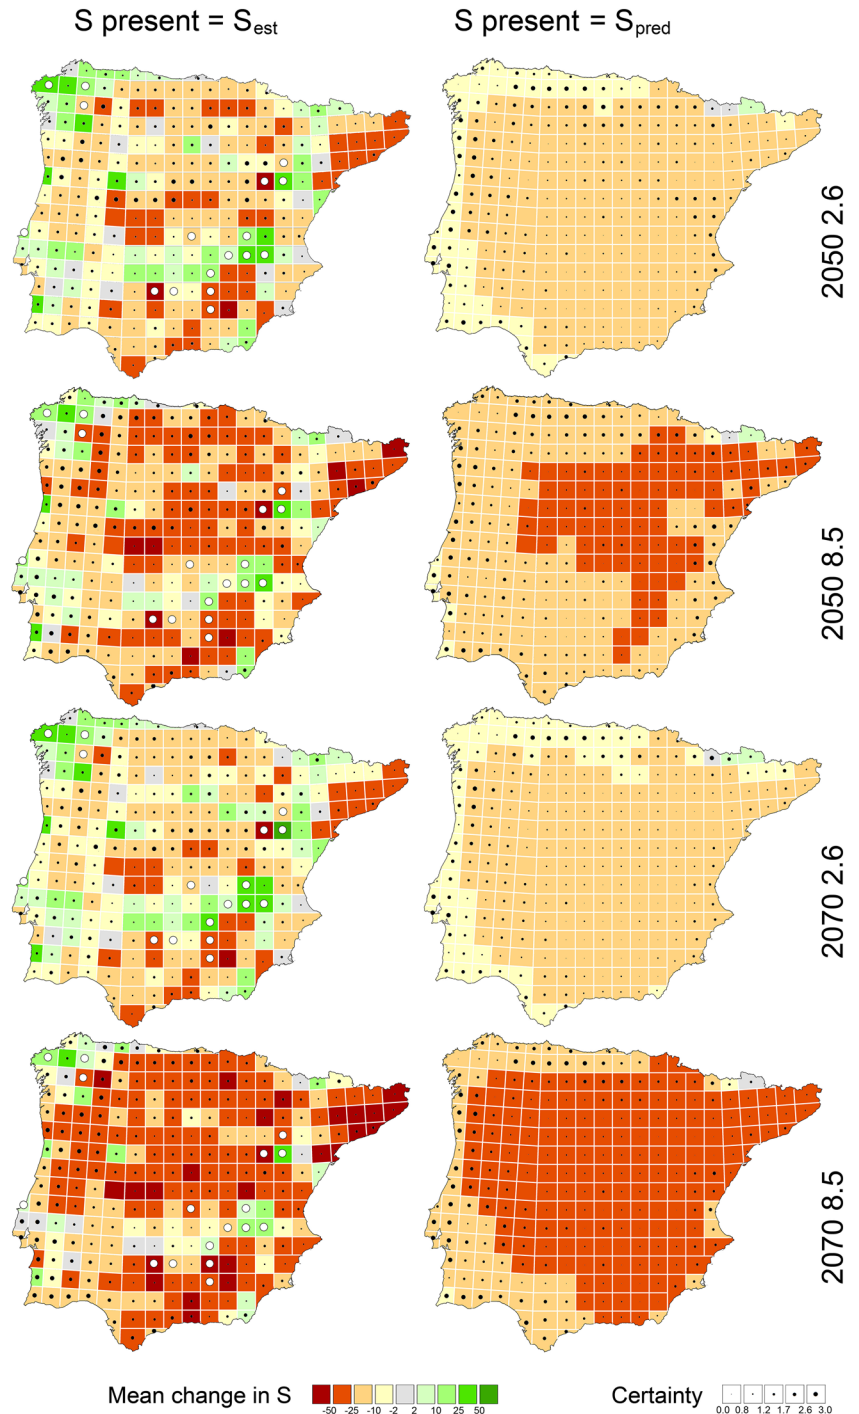 S present = Sest S present = Spred
2050 2.6
2050 8.5
2070 2.6
2070 8.5
Mean change in S
-50 -25 -10 -2 2 10 25 50
Certainty
0.0 0.8 1.2 1.7 2.6 3.0